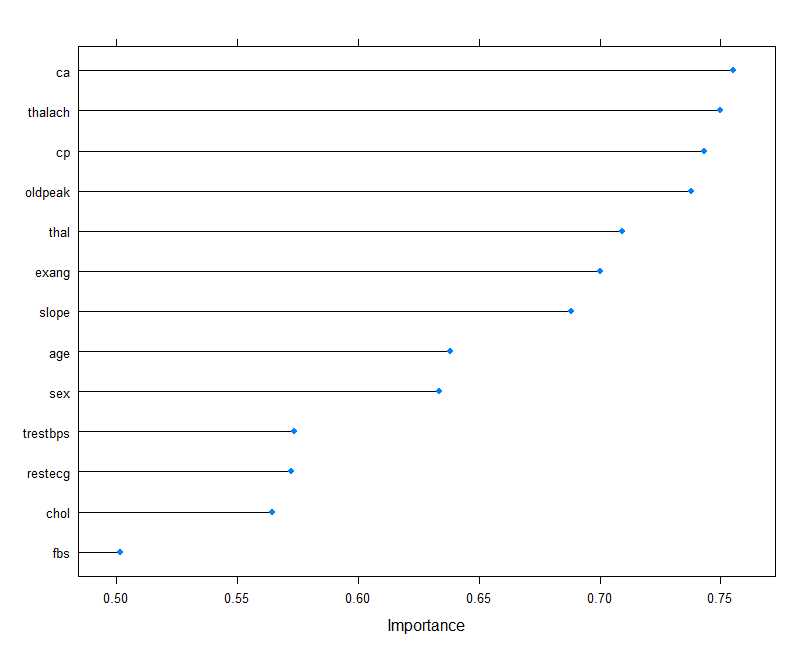 ca
thalach
cp
oldpeak
thal
exang
slope
age
sex
trestbps
restecg
chol
fbs
0.50 0.55 0.60 0.65 0.70 0.75
Importance